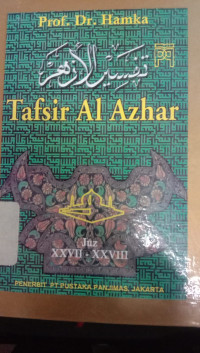 Prof. Dr. Hamka
تفسير الأزهر
Tafsir Al Azhar
Juz
XXVII - XXVIII
PENERBIT PT. PUSTAKA PANJIMAS, JAKARTA